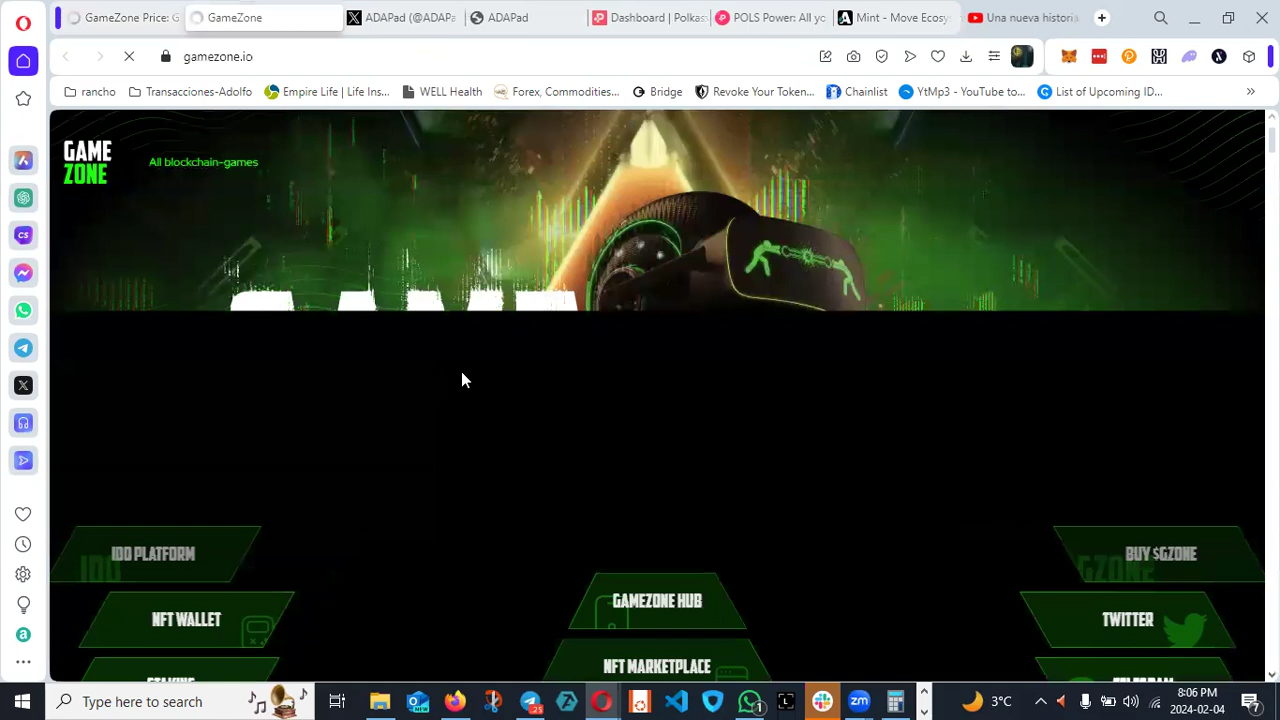 GameZone Price: G
GameZone
ADAPad (@ADAPa
ADAPad
Dashboard | Polkas
POLS Power: All yo
Mint - Move Ecosy
Una nueva historia
gamezone.io
rancho
Transacciones-Adolfo
Empire Life | Life Ins...
WELL Health
Forex, Commodities...
Bridge
Revoke Your Token...
Chainlist
YtMp3 - YouTube to...
List of Upcoming ID...
GAME
ZONE
All blockchain-games
IDO PLATFORM
BUY $GZONE
GAMEZONE HUB
NFT WALLET
TWITTER
NFT MARKETPLACE
STAKING
TELEGRAM
Type here to search
3°C
8:06 PM
2024-02-04